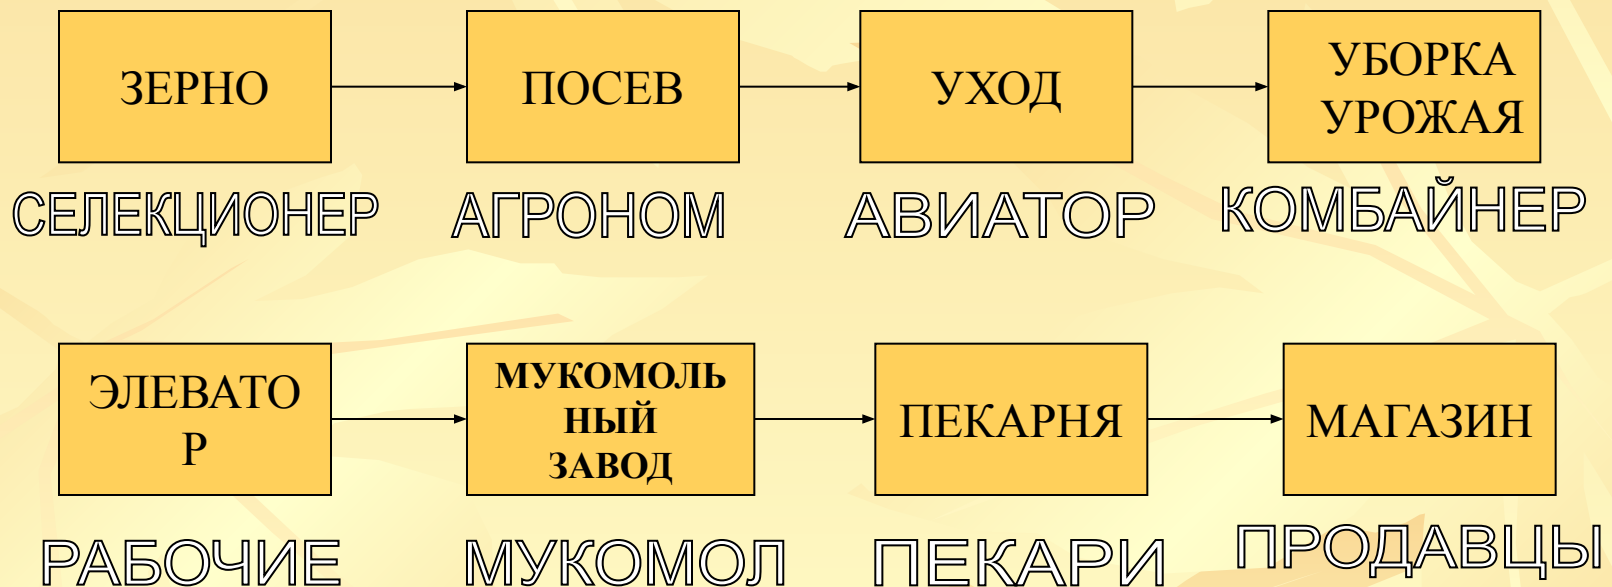 ЗЕРНО
ПОСЕВ
УХОД
УБОРКА
УРОЖАЯ
СЕЛЕКЦИОНЕР
АГРОНОМ
АВИАТОР
КОМБАЙНЕР
ЭЛЕВАТО
Р
МУКОМОЛЬ
НЫЙ
ЗАВОД
ПЕКАРНЯ
МАГАЗИН
РАБОЧИЕ
МУКОМОЛ
ПЕКАРИ
ПРОДАВЦЫ